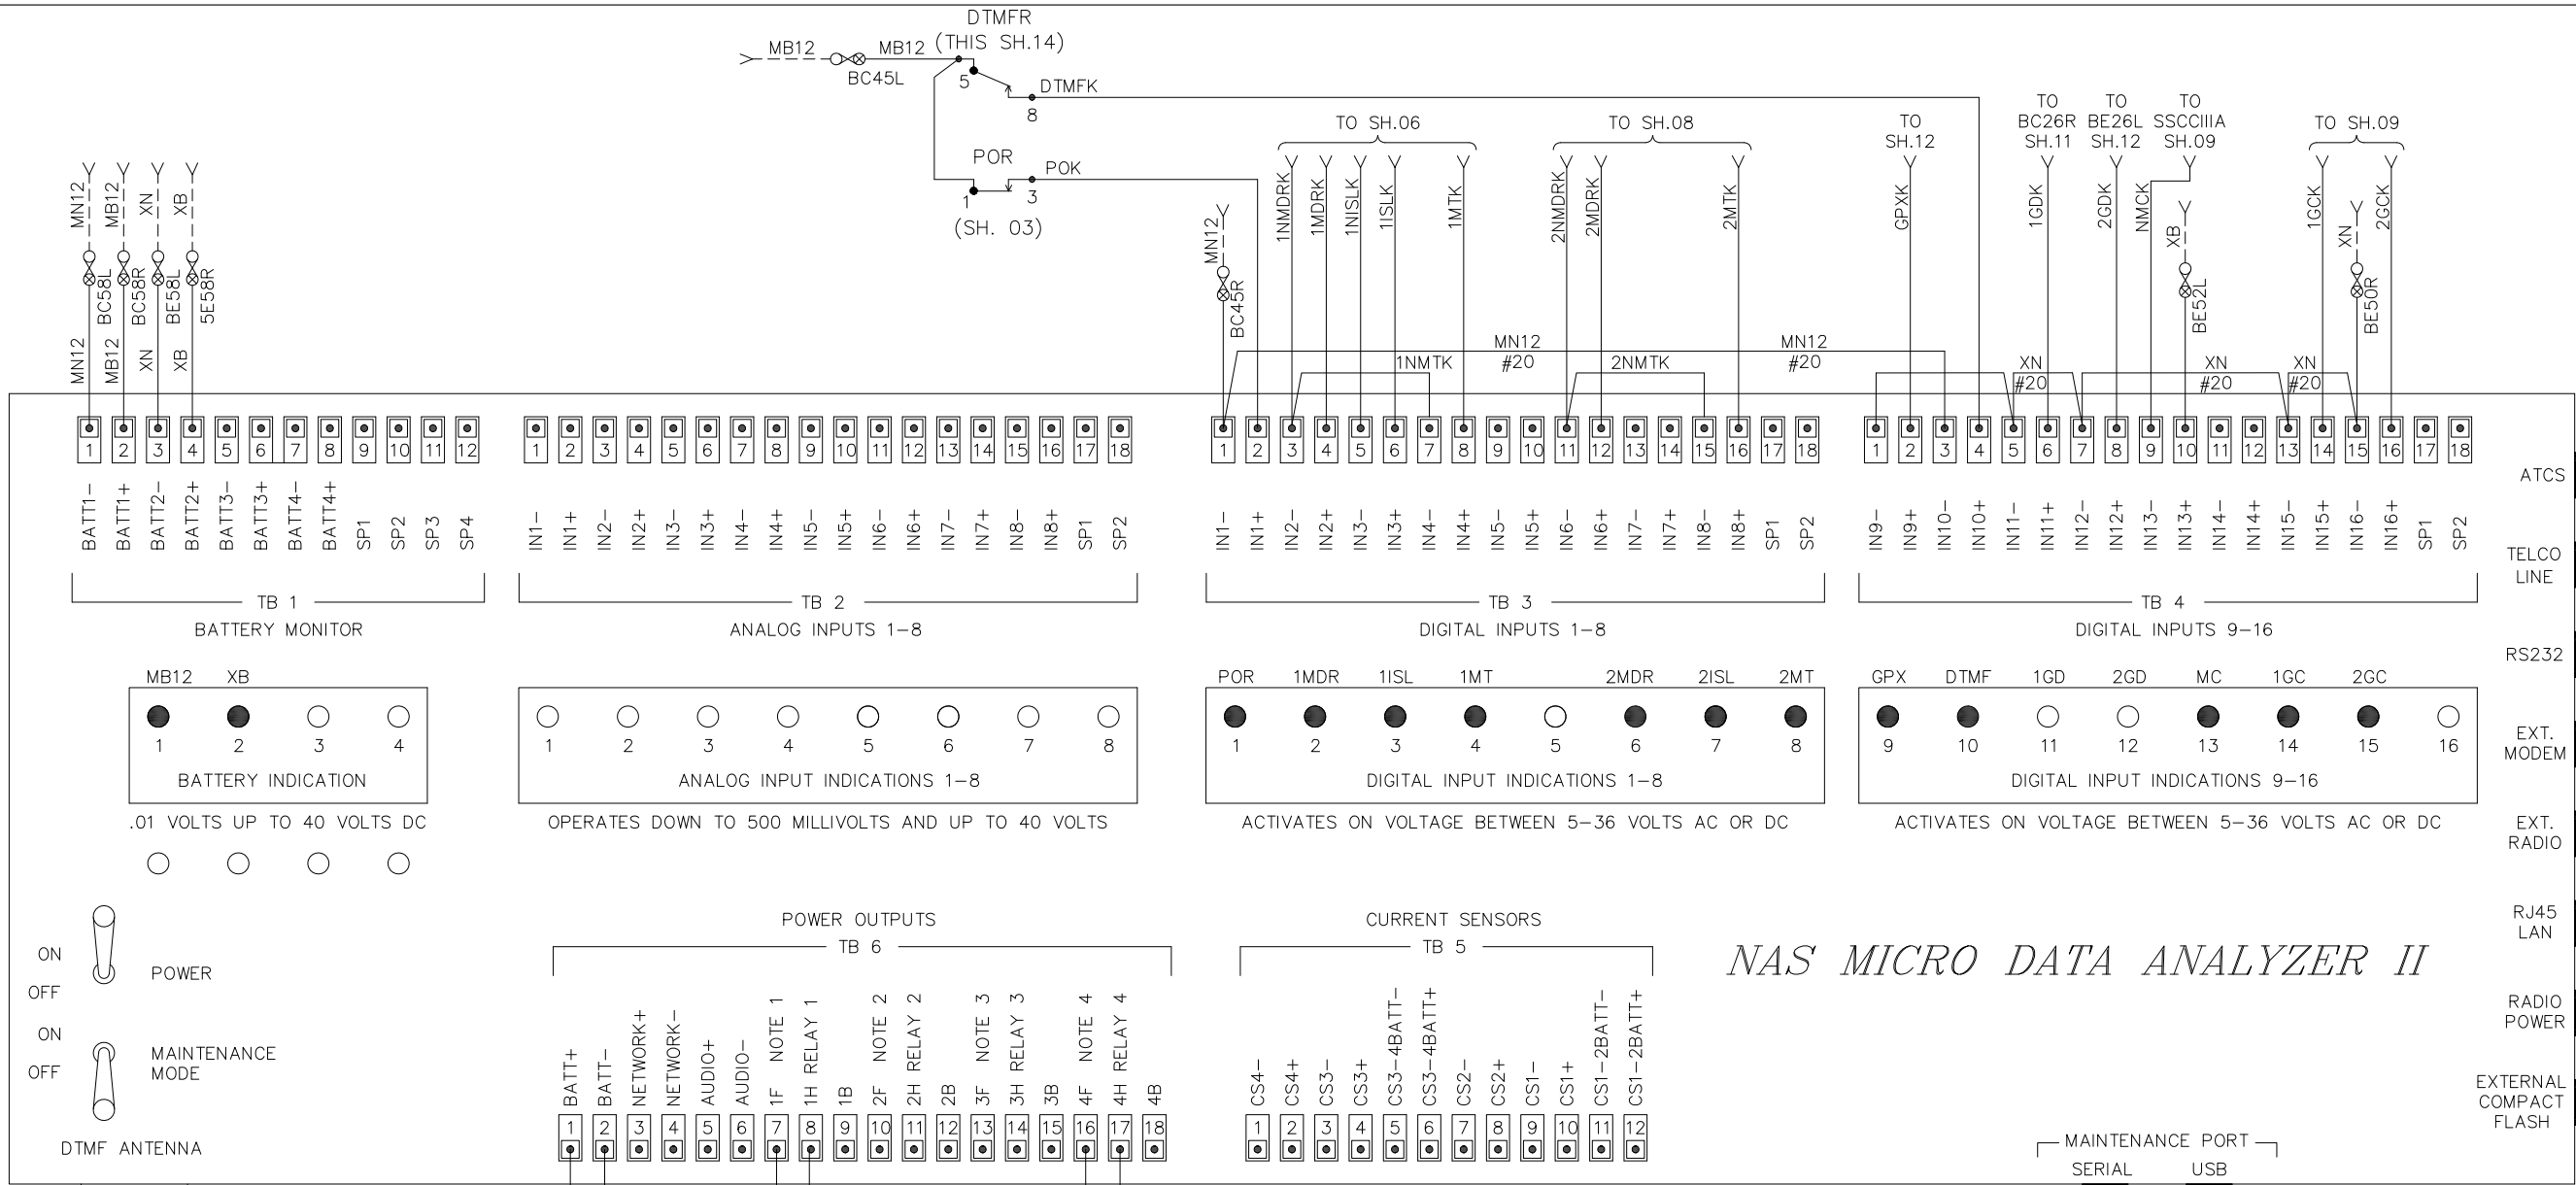 DTMFR
(THIS SH.14)
MB12 MB12
BC45L
5
DTMFK
8
POR
POK
1 3
(SH. 03)
TO SH.06
TO SH.08
TO
SH.12
TO
BC26R
SH.11
TO
BE26L
SH.12
TO
SSCCIIIA
SH.09
TO SH.09
MN12 MB12 XN XB
BC58L BC58R BE58L 5E58R
MN12 MB12 XN XB
MN12
BC45R
1NMDRK 1MDRK 1NISLK 1ISLK 1MTK
2NMDRK 2MDRK 2MTK
GPXK 1GDK 2GDK NMCK
XB
BE52L
1GCK
XN
BE50R
2GCK
1NMTK
MN12
#20
2NMTK
MN12
#20
XN
#20
XN
#20
XN
#20
1 2 3 4 5 6 7 8 9 10 11 12
1 2 3 4 5 6 7 8 9 10 11 12 13 14 15 16 17 18
1 2 3 4 5 6 7 8 9 10 11 12 13 14 15 16 17 18
1 2 3 4 5 6 7 8 9 10 11 12 13 14 15 16 17 18
BATT1- BATT1+ BATT2- BATT2+ BATT3- BATT3+ BATT4- BATT4+ SP1 SP2 SP3 SP4
IN1- IN1+ IN2- IN2+ IN3- IN3+ IN4- IN4+ IN5- IN5+ IN6- IN6+ IN7- IN7+ IN8- IN8+ SP1 SP2
IN1- IN1+ IN2- IN2+ IN3- IN3+ IN4- IN4+ IN5- IN5+ IN6- IN6+ IN7- IN7+ IN8- IN8+ SP1 SP2
IN9- IN9+ IN10- IN10+ IN11- IN11+ IN12- IN12+ IN13- IN13+ IN14- IN14+ IN15- IN15+ IN16- IN16+ SP1 SP2
TB 1
BATTERY MONITOR
TB 2
ANALOG INPUTS 1-8
TB 3
DIGITAL INPUTS 1-8
TB 4
DIGITAL INPUTS 9-16
ATCS
TELCO
LINE
RS232
EXT.
MODEM
EXT.
RADIO
RJ45
LAN
RADIO
POWER
EXTERNAL
COMPACT
FLASH
MB12 XB
1 2 3 4
BATTERY INDICATION
.01 VOLTS UP TO 40 VOLTS DC
1 2 3 4 5 6 7 8
ANALOG INPUT INDICATIONS 1-8
OPERATES DOWN TO 500 MILLIVOLTS AND UP TO 40 VOLTS
POR 1MDR 1ISL 1MT 2MDR 2ISL 2MT
1 2 3 4 5 6 7 8
DIGITAL INPUT INDICATIONS 1-8
ACTIVATES ON VOLTAGE BETWEEN 5-36 VOLTS AC OR DC
GPX DTMF 1GD 2GD MC 1GC 2GC
9 10 11 12 13 14 15 16
DIGITAL INPUT INDICATIONS 9-16
ACTIVATES ON VOLTAGE BETWEEN 5-36 VOLTS AC OR DC
ON
OFF
POWER
ON
OFF
MAINTENANCE
MODE
DTMF ANTENNA
POWER OUTPUTS
TB 6
BATT+ BATT- NETWORK+ NETWORK- AUDIO+ AUDIO- 1F NOTE 1 1H RELAY 1 1B 2F NOTE 2 2H RELAY 2 2B 3F NOTE 3 3H RELAY 3 3B 4F NOTE 4 4H RELAY 4 4B
1 2 3 4 5 6 7 8 9 10 11 12 13 14 15 16 17 18
CURRENT SENSORS
TB 5
CS4- CS4+ CS3- CS3+ CS3-4BATT- CS3-4BATT+ CS2- CS2+ CS1- CS1+ CS1-2BATT- CS1-2BATT+
1 2 3 4 5 6 7 8 9 10 11 12
NAS MICRO DATA ANALYZER II
MAINTENANCE PORT
SERIAL USB